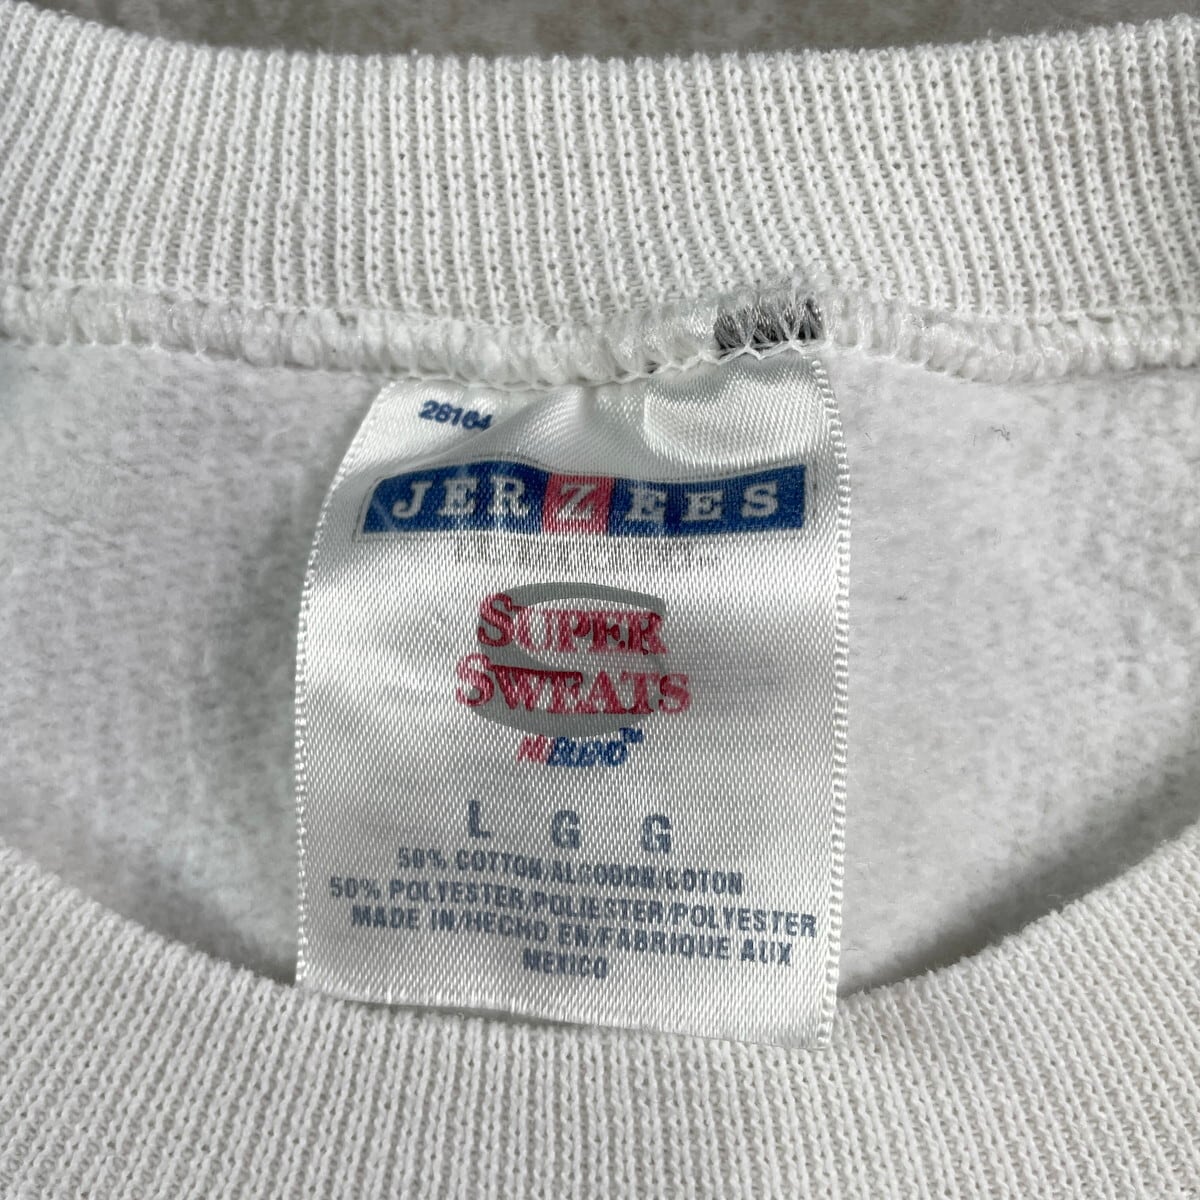 28164
JERZEES
SUPER
SWEATS
NuBLEND™
L G G
50% COTTON/ALGODON/COTON
50% POLYESTER/POLIESTER/POLYESTER
MADE IN/HECHO EN/FABRIQUE AUX
MEXICO